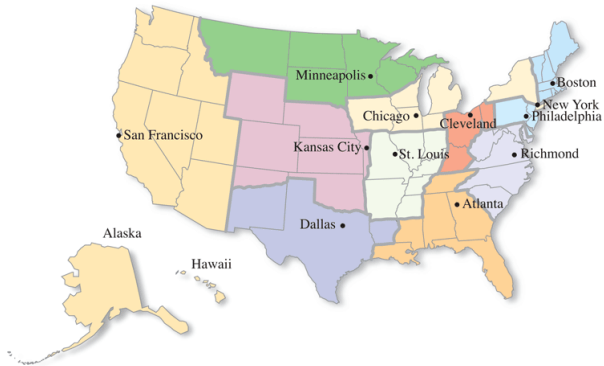 Minneapolis
Boston
New York
Chicago
Cleveland
Philadelphia
San Francisco
Kansas City
St. Louis
Richmond
Atlanta
Dallas
Alaska
Hawaii